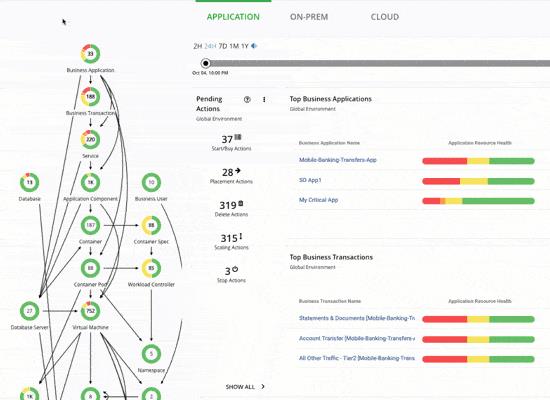 APPLICATION ON-PREM CLOUD
2H 24H 7D 1M 1Y
Oct 04, 10:00 PM
33
Business Application
188
Business Transaction
220
Service
13
Database
1K
Application Component
10
Business User
187
Container
88
Container Spec
88
Container Pod
83
Workload Controller
27
Database Server
752
Virtual Machine
5
Namespace
1K
8
2
Pending
Actions
Global Environment
37
Start/Buy Actions
28
Placement Actions
319
Delete Actions
315
Scaling Actions
3
Stop Actions
SHOW ALL
Top Business Applications
Global Environment
Business Application Name Application Resource Health
Mobile-Banking-Transfers-App
SD App1
My Critical App
Top Business Transactions
Global Environment
Business Transaction Name Application Resource Health
Statements & Documents [Mobile-Banking-Tr
Account Transfer [Mobile-Banking-Transfers-A
All Other Traffic - Tier2 [Mobile-Banking-Trans